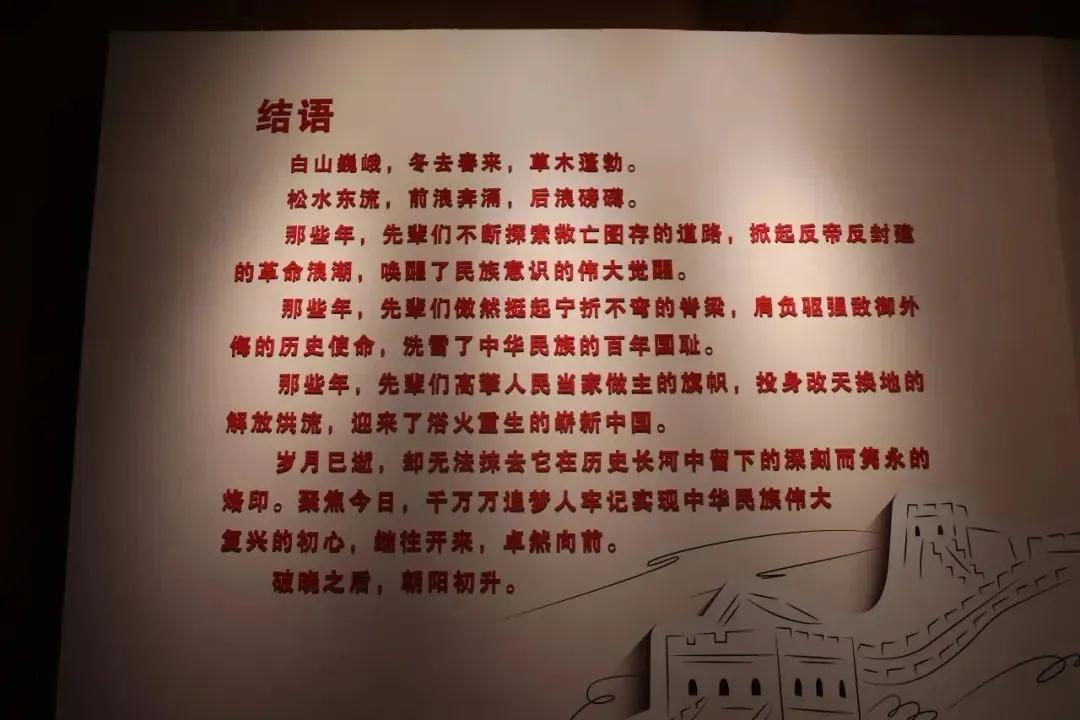 结语
白山巍峨，冬去春来，草木蓬勃。
松水东流，前浪奔涌，后浪磅礴。
那些年，先辈们不断探索救亡图存的道路，掀起反帝反封建
的革命浪潮，唤醒了民族意识的伟大觉醒。
那些年，先辈们傲然挺起宁折不弯的脊梁，肩负驱强敌御外
侮的历史使命，洗雪了中华民族的百年国耻。
那些年，先辈们高擎人民当家做主的旗帜，投身改天换地的
解放洪流，迎来了浴火重生的崭新中国。
岁月已逝，却无法抹去它在历史长河中留下的深刻而隽永的
烙印。聚焦今日，千万万追梦人牢记实现中华民族伟大
复兴的初心，继往开来，卓然向前。
破晓之后，朝阳初升。